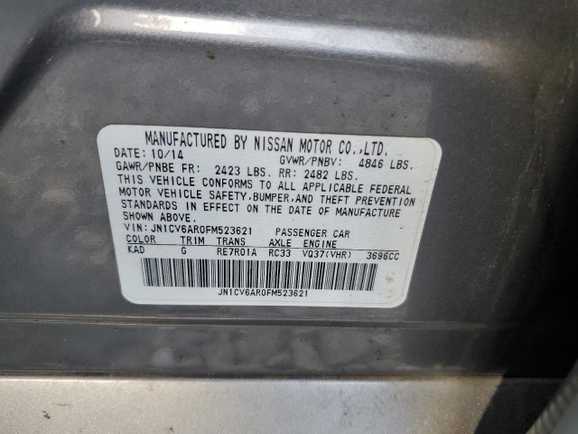 MANUFACTURED BY NISSAN MOTOR CO.,LTD.
DATE: 10/14 GVWR/PNBV: 4846 LBS.
GAWR/PNBE FR: 2423 LBS. RR: 2482 LBS.
THIS VEHICLE CONFORMS TO ALL APPLICABLE FEDERAL
MOTOR VEHICLE SAFETY, BUMPER, AND THEFT PREVENTION
STANDARDS IN EFFECT ON THE DATE OF MANUFACTURE
SHOWN ABOVE.
VIN: JN1CV6AR0FM523621 PASSENGER CAR
COLOR TRIM TRANS AXLE ENGINE
KAD G RE7R01A RC33 VQ37(VHR) 3696CC
JN1CV6AR0FM523621